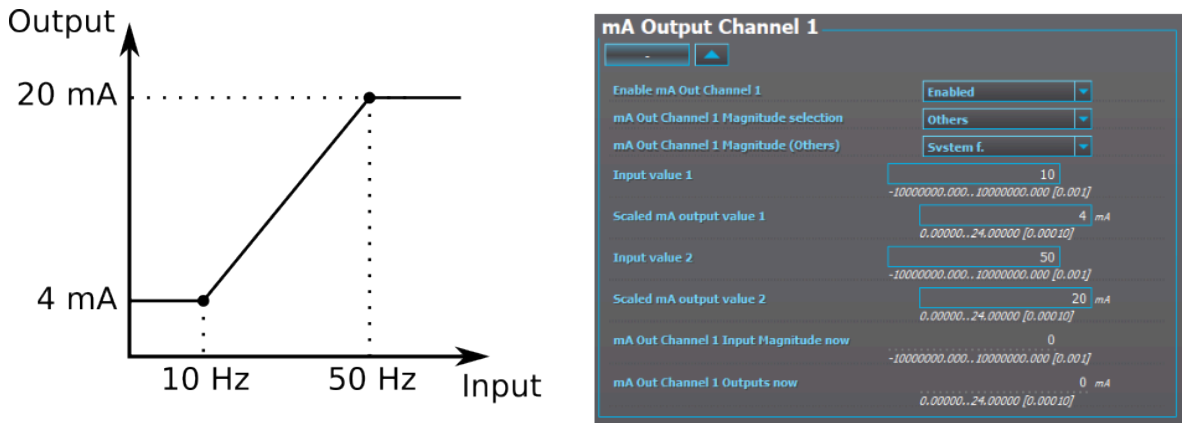 Output
20 mA
4 mA
10 Hz
50 Hz
Input
mA Output Channel 1
-
Enable mA Out Channel 1
Enabled
mA Out Channel 1 Magnitude selection
Others
mA Out Channel 1 Magnitude (Others)
System f.
Input value 1
10
-10000000.000..10000000.000 [0.001]
Scaled mA output value 1
4 mA
0.00000..24.00000 [0.00010]
Input value 2
50
-10000000.000..10000000.000 [0.001]
Scaled mA output value 2
20 mA
0.00000..24.00000 [0.00010]
mA Out Channel 1 Input Magnitude now
0
-10000000.000..10000000.000 [0.001]
mA Out Channel 1 Outputs now
0 mA
0.00000..24.00000 [0.00010]